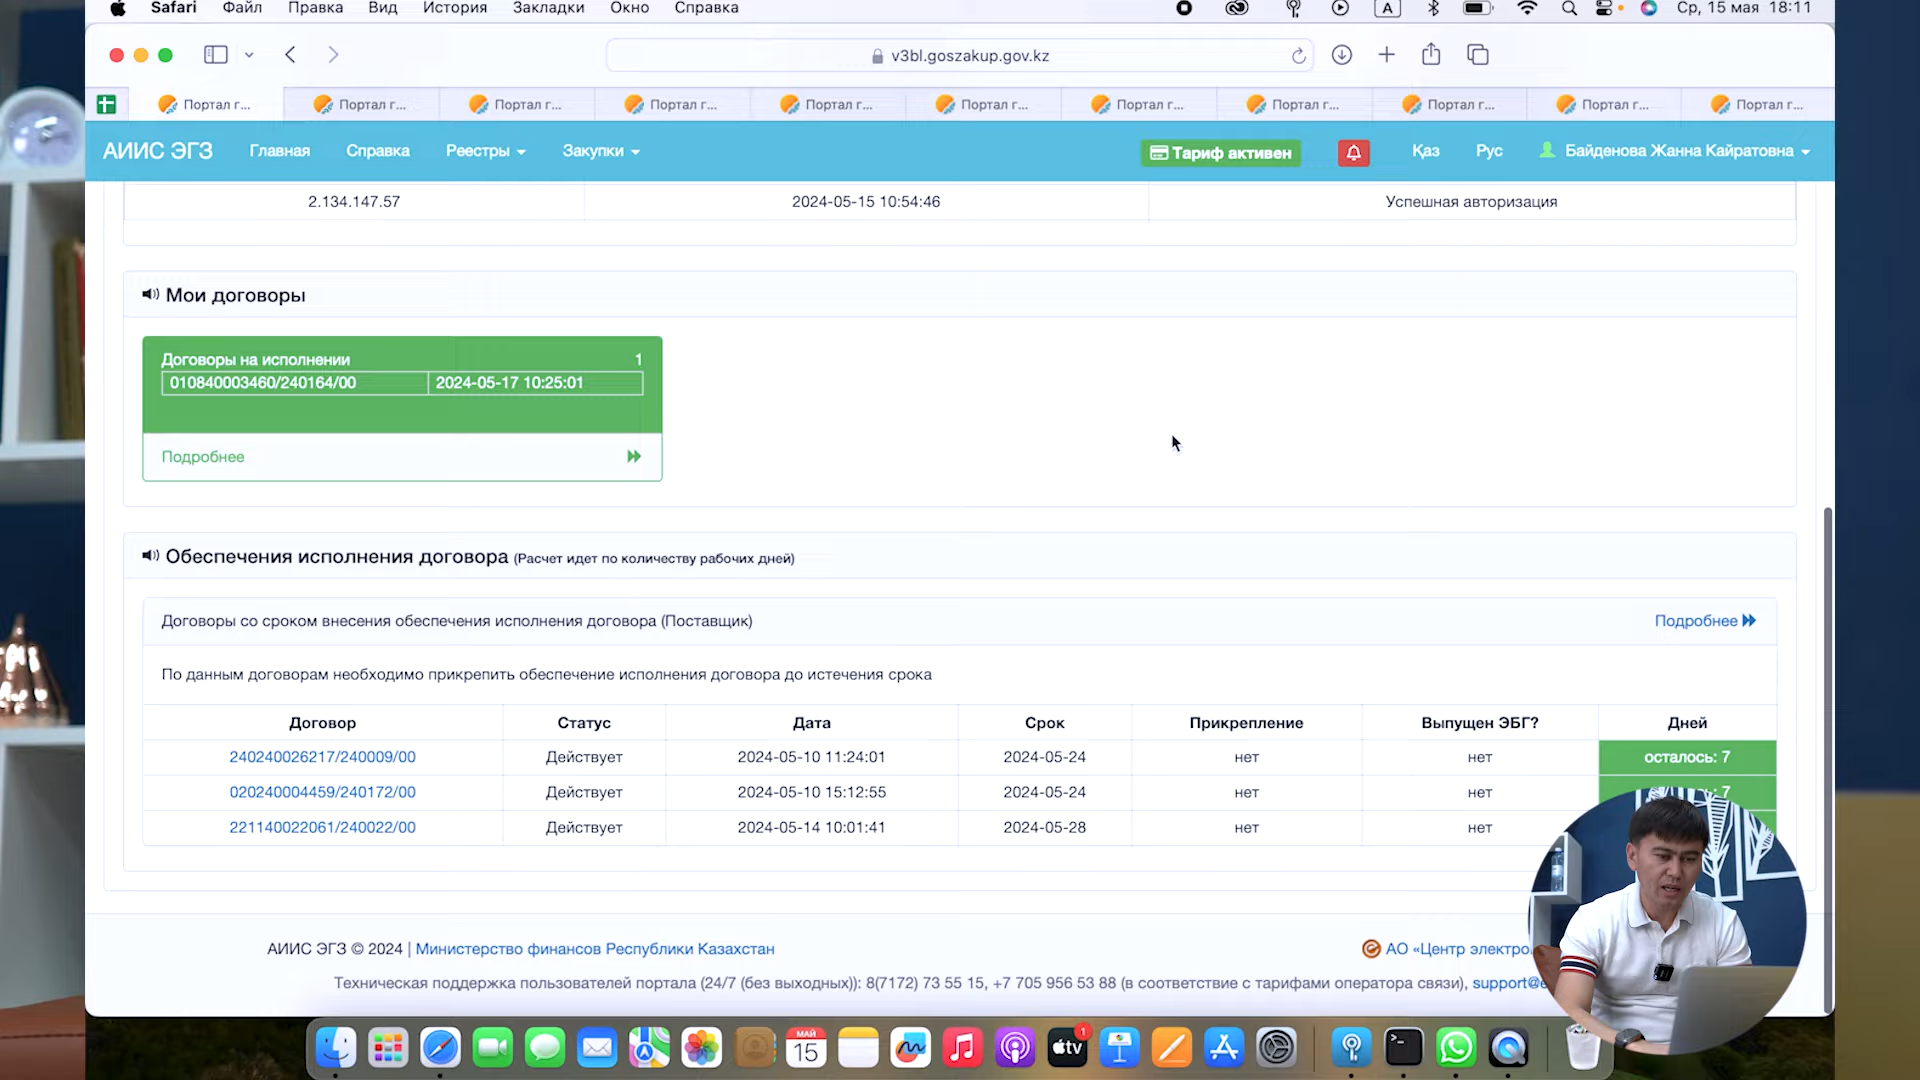 Safari Файл Правка Вид История Закладки Окно Справка A Ср, 15 мая 18:11
v3bl.goszakup.gov.kz
Портал г... Портал г... Портал г... Портал г... Портал г... Портал г... Портал г... Портал г... Портал г... Портал г... Портал г...
АИИС ЭГЗ Главная Справка Реестры Закупки Тариф активен Қаз Рус Байденова Жанна Кайратовна
2.134.147.57 2024-05-15 10:54:46 Успешная авторизация
Мои договоры
Договоры на исполнении 1
010840003460/240164/00 2024-05-17 10:25:01
Подробнее
Обеспечения исполнения договора (Расчет идет по количеству рабочих дней)
Договоры со сроком внесения обеспечения исполнения договора (Поставщик) Подробнее
По данным договорам необходимо прикрепить обеспечение исполнения договора до истечения срока
Договор Статус Дата Срок Прикрепление Выпущен ЭБГ? Дней
240240026217/240009/00 Действует 2024-05-10 11:24:01 2024-05-24 нет нет осталось: 7
020240004459/240172/00 Действует 2024-05-10 15:12:55 2024-05-24 нет нет : 7
221140022061/240022/00 Действует 2024-05-14 10:01:41 2024-05-28 нет нет
АИИС ЭГЗ © 2024 | Министерство финансов Республики Казахстан АО «Центр электро
Техническая поддержка пользователей портала (24/7 (без выходных)): 8(7172) 73 55 15, +7 705 956 53 88 (в соответствие с тарифами оператора связи), support@
МАЙ
15
tv
1